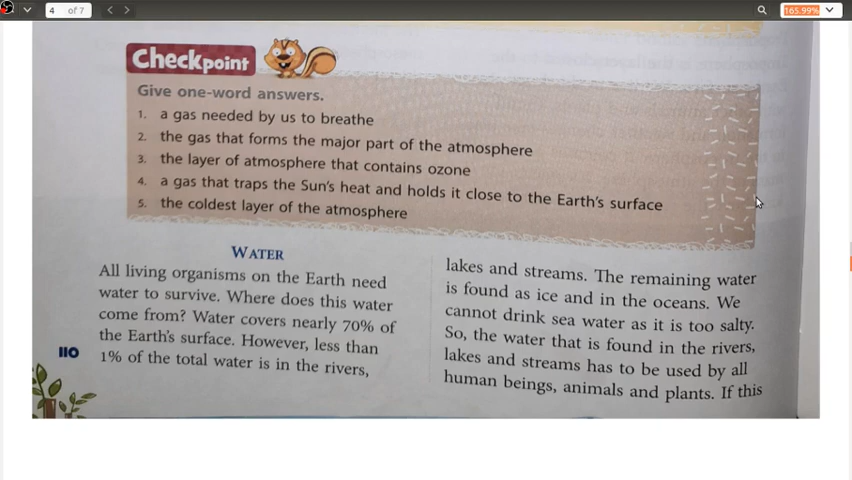 4 of 7
165.99%
Checkpoint
Give one-word answers.
1. a gas needed by us to breathe
2. the gas that forms the major part of the atmosphere
3. the layer of atmosphere that contains ozone
4. a gas that traps the Sun's heat and holds it close to the Earth's surface
5. the coldest layer of the atmosphere
WATER
All living organisms on the Earth need
water to survive. Where does this water
come from? Water covers nearly 70% of
the Earth's surface. However, less than
1% of the total water is in the rivers,
110
lakes and streams. The remaining water
is found as ice and in the oceans. We
cannot drink sea water as it is too salty.
So, the water that is found in the rivers,
lakes and streams has to be used by all
human beings, animals and plants. If this